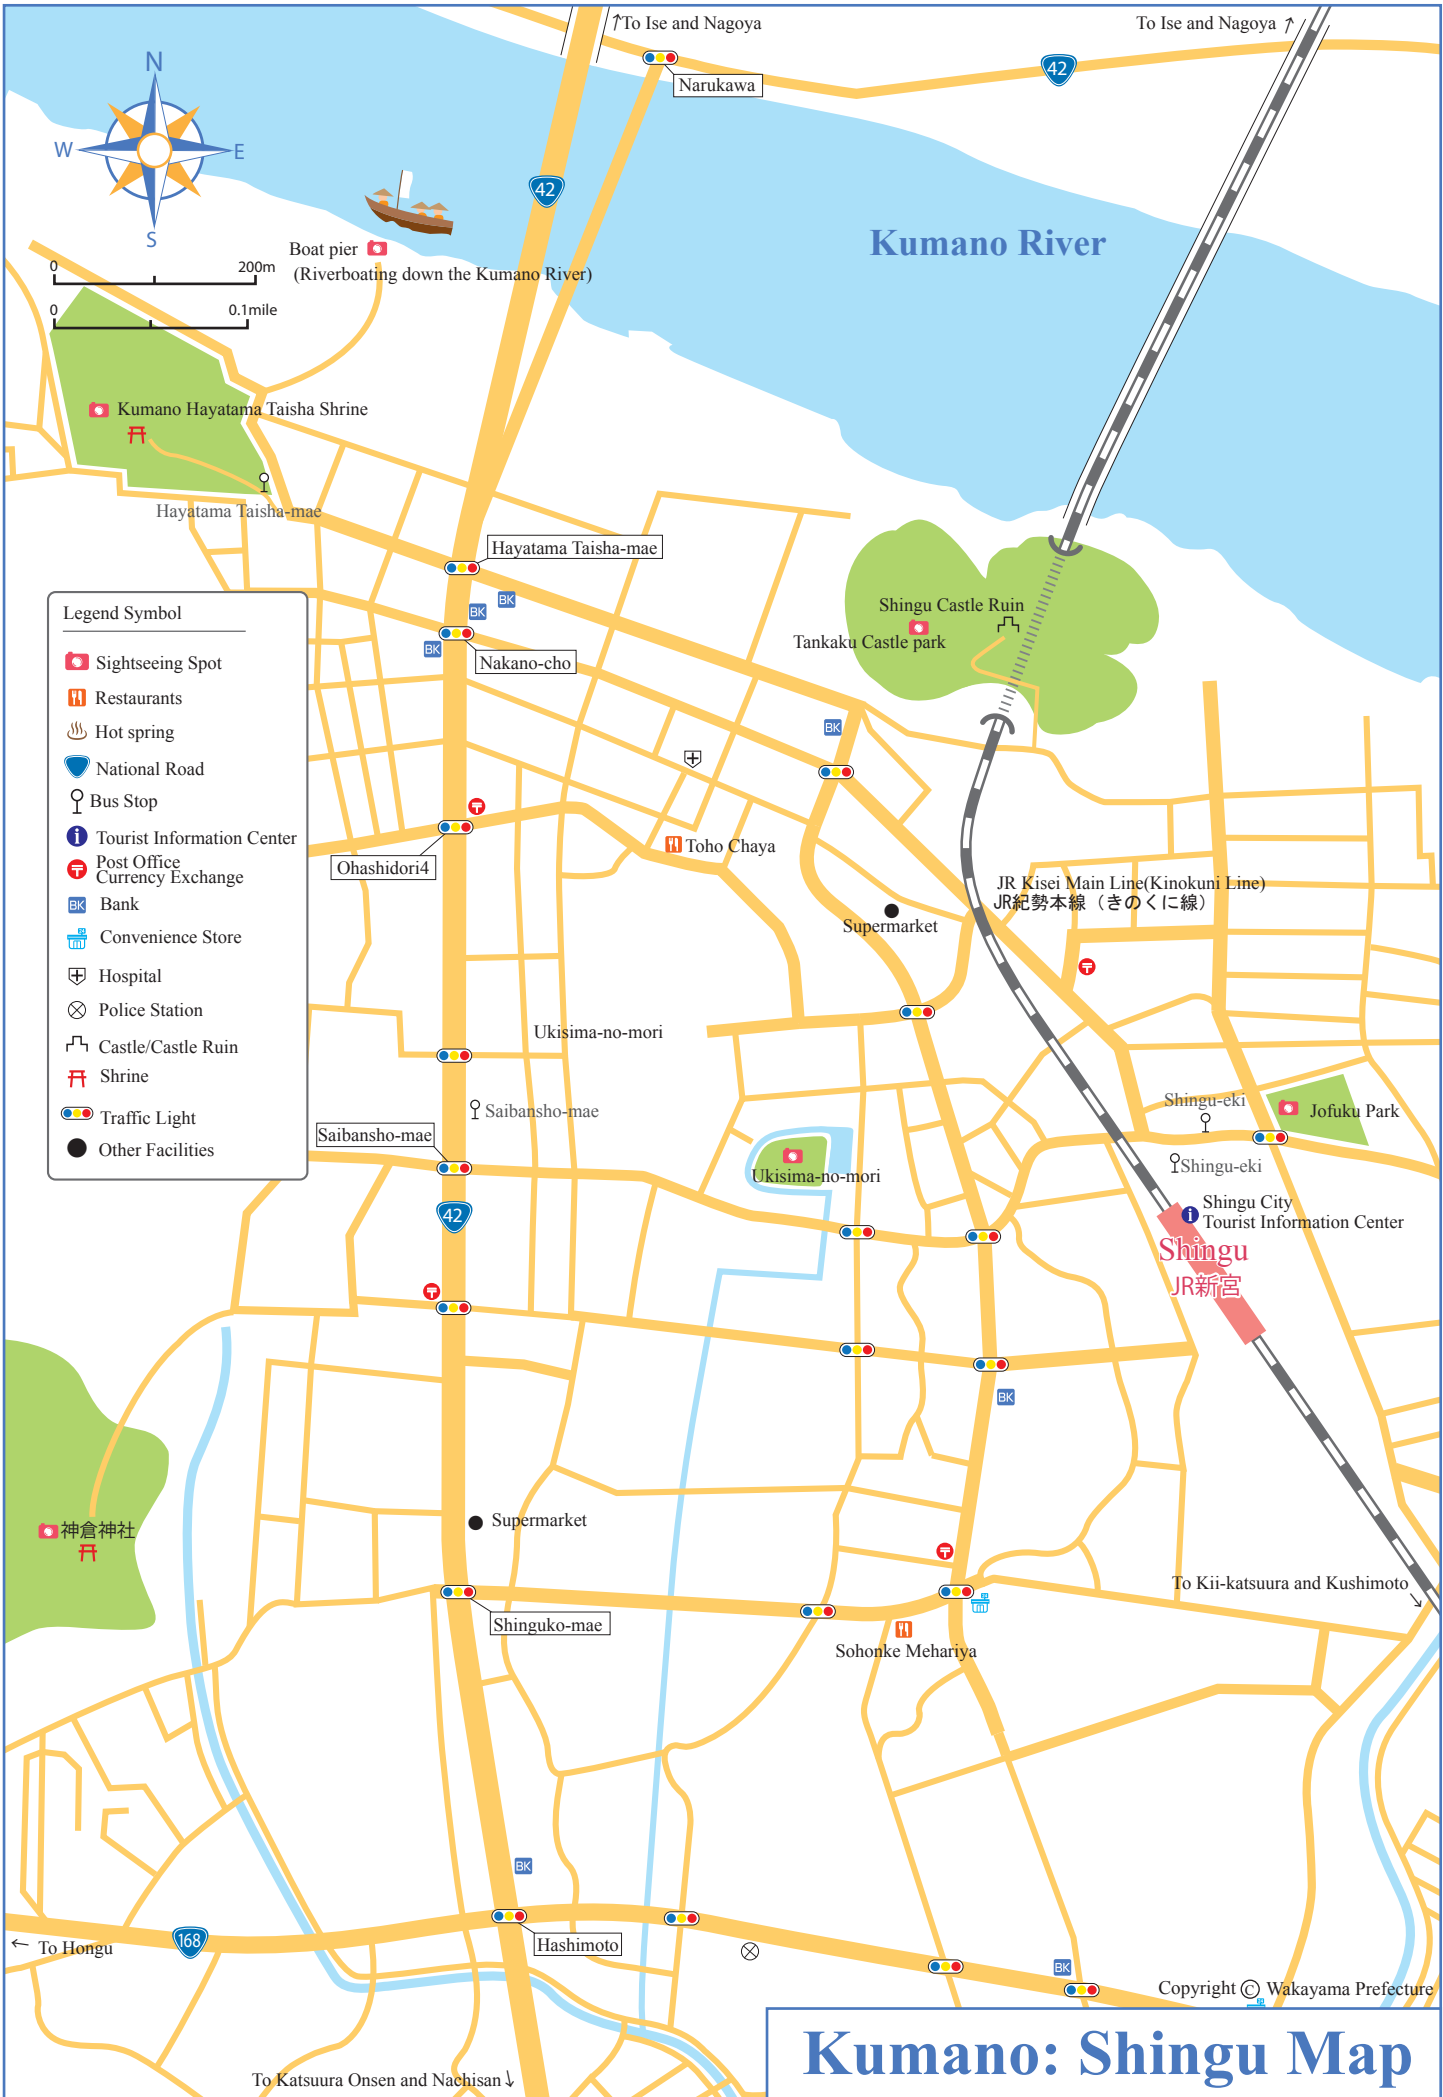 To Ise and Nagoya
To Ise and Nagoya
42
Narukawa
N
W
E
S
42
Kumano River
Boat pier
(Riverboating down the Kumano River)
0
200m
0
0.1mile
Kumano Hayatama Taisha Shrine
Hayatama Taisha-mae
Hayatama Taisha-mae
BK
BK
BK
Nakano-cho
Shingu Castle Ruin
Tankaku Castle park
BK
Legend Symbol
Sightseeing Spot
Restaurants
Hot spring
National Road
Bus Stop
i
Tourist Information Center
Post Office
Currency Exchange
BK
Bank
Convenience Store
Hospital
Police Station
Castle/Castle Ruin
Shrine
Traffic Light
Other Facilities
Ohashidori4
Toho Chaya
Supermarket
JR Kisei Main Line(Kinokuni Line)
JR紀勢本線（きのくに線）
Ukisima-no-mori
Saibansho-mae
Saibansho-mae
Ukisima-no-mori
Shingu-eki
Jofuku Park
Shingu-eki
i
Shingu City
Tourist Information Center
Shingu
JR新宮
42
BK
神倉神社
Supermarket
Shinguko-mae
Sohonke Mehariya
To Kii-katsuura and Kushimoto
BK
168
To Hongu
Hashimoto
BK
Copyright © Wakayama Prefecture
Kumano: Shingu Map
To Katsuura Onsen and Nachisan